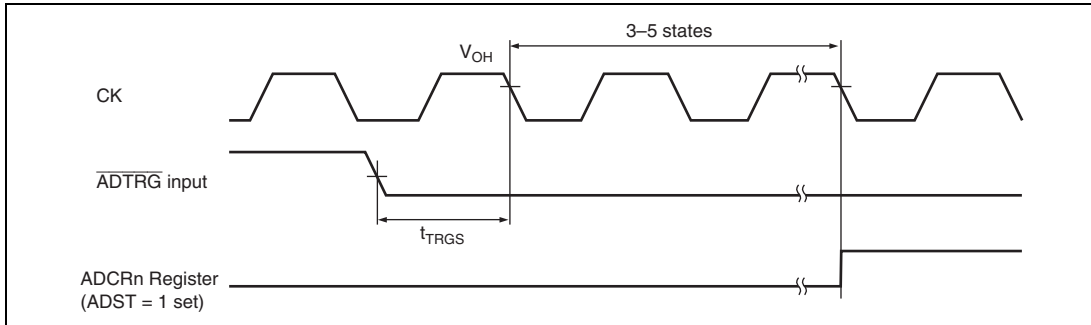 3–5 states
VOH
CK
ADTRG input
tTRGS
ADCRn Register
(ADST = 1 set)